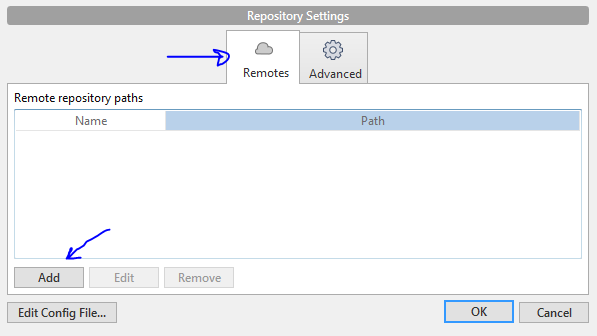 Repository Settings
Remotes
Advanced
Remote repository paths
Name Path
Add Edit Remove
Edit Config File... OK Cancel